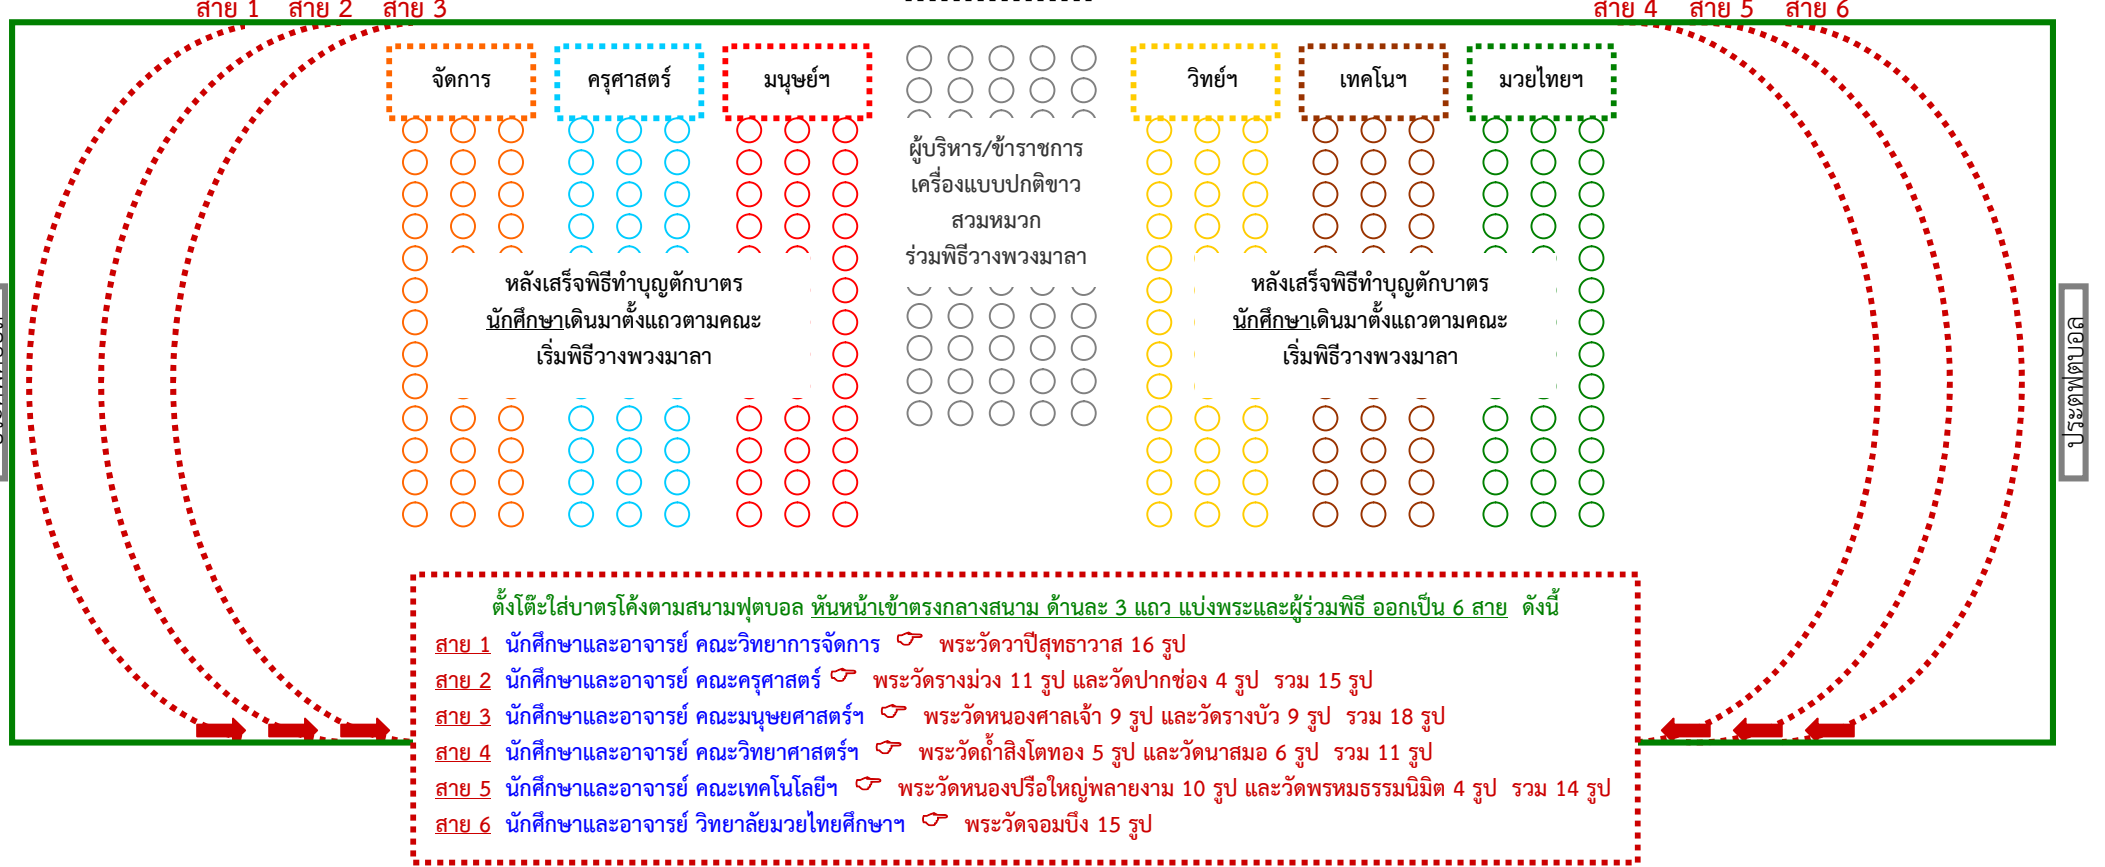 สาย 1 สาย 2 สาย 3
สาย 4 สาย 5 สาย 6
จัดการ
ครุศาสตร์
มนุษย์ฯ
วิทย์ฯ
เทคโนฯ
มวยไทยฯ
ผู้บริหาร/ข้าราชการ
เครื่องแบบปกติขาว
สวมหมวก
ร่วมพิธีวางพวงมาลา
หลังเสร็จพิธีทำบุญตักบาตร
นักศึกษาเดินมาตั้งแถวตามคณะ
เริ่มพิธีวางพวงมาลา
หลังเสร็จพิธีทำบุญตักบาตร
นักศึกษาเดินมาตั้งแถวตามคณะ
เริ่มพิธีวางพวงมาลา
ประตูฟุตบอล
ตั้งโต๊ะใส่บาตรโค้งตามสนามฟุตบอล หันหน้าเข้าตรงกลางสนาม ด้านละ 3 แถว แบ่งพระและผู้ร่วมพิธี ออกเป็น 6 สาย ดังนี้
สาย 1 นักศึกษาและอาจารย์ คณะวิทยาการจัดการ พระวัดวาปีสุทธาวาส 16 รูป
สาย 2 นักศึกษาและอาจารย์ คณะครุศาสตร์ พระวัดรางม่วง 11 รูป และวัดปากช่อง 4 รูป รวม 15 รูป
สาย 3 นักศึกษาและอาจารย์ คณะมนุษยศาสตร์ฯ พระวัดหนองศาลเจ้า 9 รูป และวัดรางบัว 9 รูป รวม 18 รูป
สาย 4 นักศึกษาและอาจารย์ คณะวิทยาศาสตร์ฯ พระวัดถ้ำสิงโตทอง 5 รูป และวัดนาสมอ 6 รูป รวม 11 รูป
สาย 5 นักศึกษาและอาจารย์ คณะเทคโนโลยีฯ พระวัดหนองปรือใหญ่พลายงาม 10 รูป และวัดพรหมธรรมนิมิต 4 รูป รวม 14 รูป
สาย 6 นักศึกษาและอาจารย์ วิทยาลัยมวยไทยศึกษาฯ พระวัดจอมบึง 15 รูป